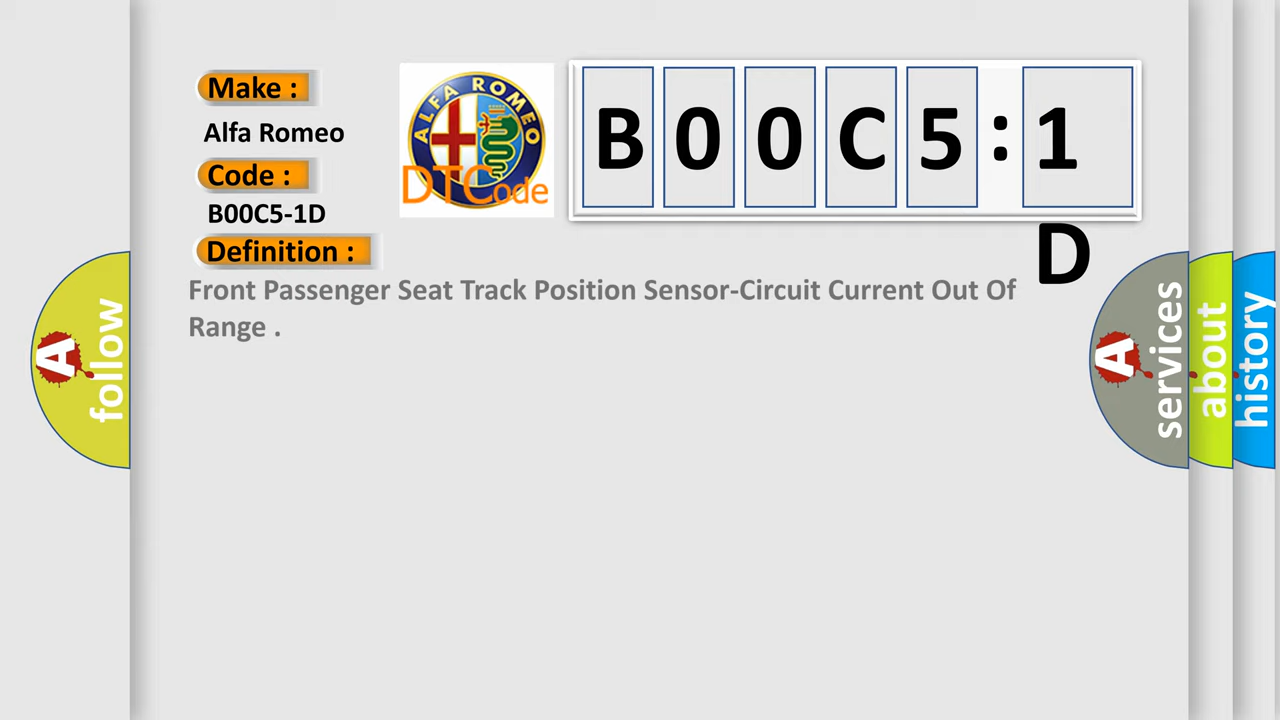 Make :
Alfa Romeo
Code :
B00C5-1D
Definition :
Front Passenger Seat Track Position Sensor-Circuit Current Out Of
Range .
ALFA ROMEO
DTCode
B 0 0 C 5 : 1
D
A
follow
A
services
about
history